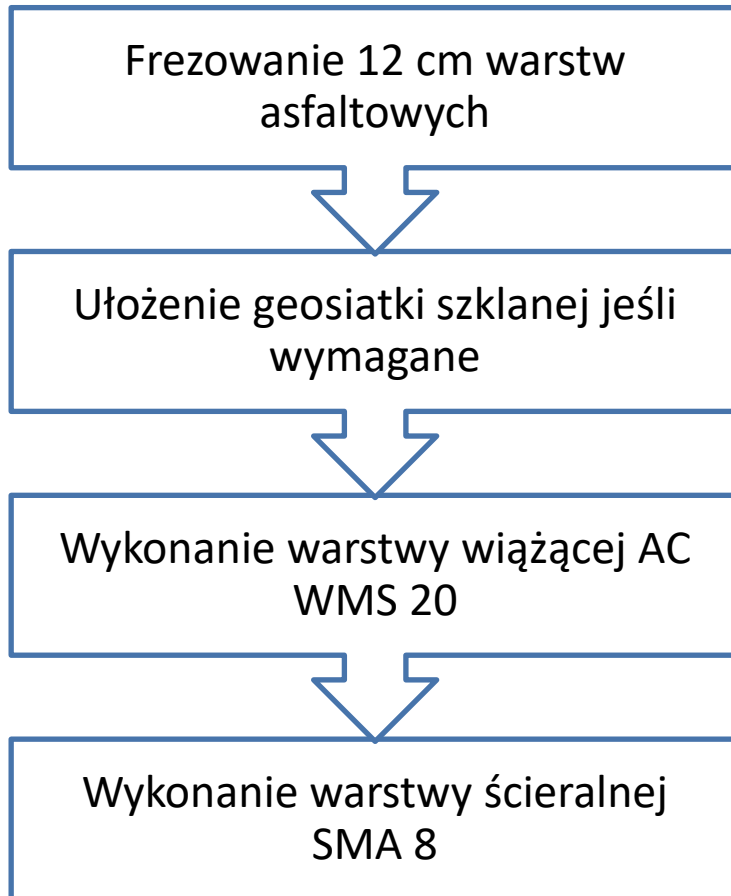 Frezowanie 12 cm warstw
asfaltowych
Ułożenie geosiatki szklanej jeśli
wymagane
Wykonanie warstwy wiążącej AC
WMS 20
Wykonanie warstwy ścieralnej
SMA 8